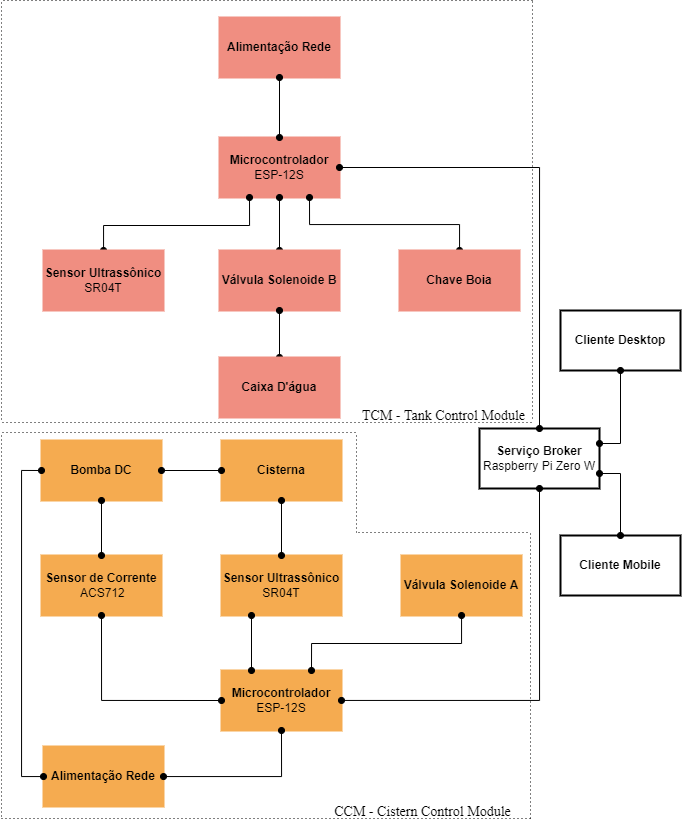 Alimentação Rede
Microcontrolador
ESP-12S
Sensor Ultrassônico
SR04T
Válvula Solenoide B
Chave Boia
Caixa D'água
TCM - Tank Control Module
Cliente Desktop
Serviço Broker
Raspberry Pi Zero W
Cliente Mobile
Bomba DC
Cisterna
Sensor de Corrente
ACS712
Sensor Ultrassônico
SR04T
Válvula Solenoide A
Microcontrolador
ESP-12S
Alimentação Rede
CCM - Cistern Control Module